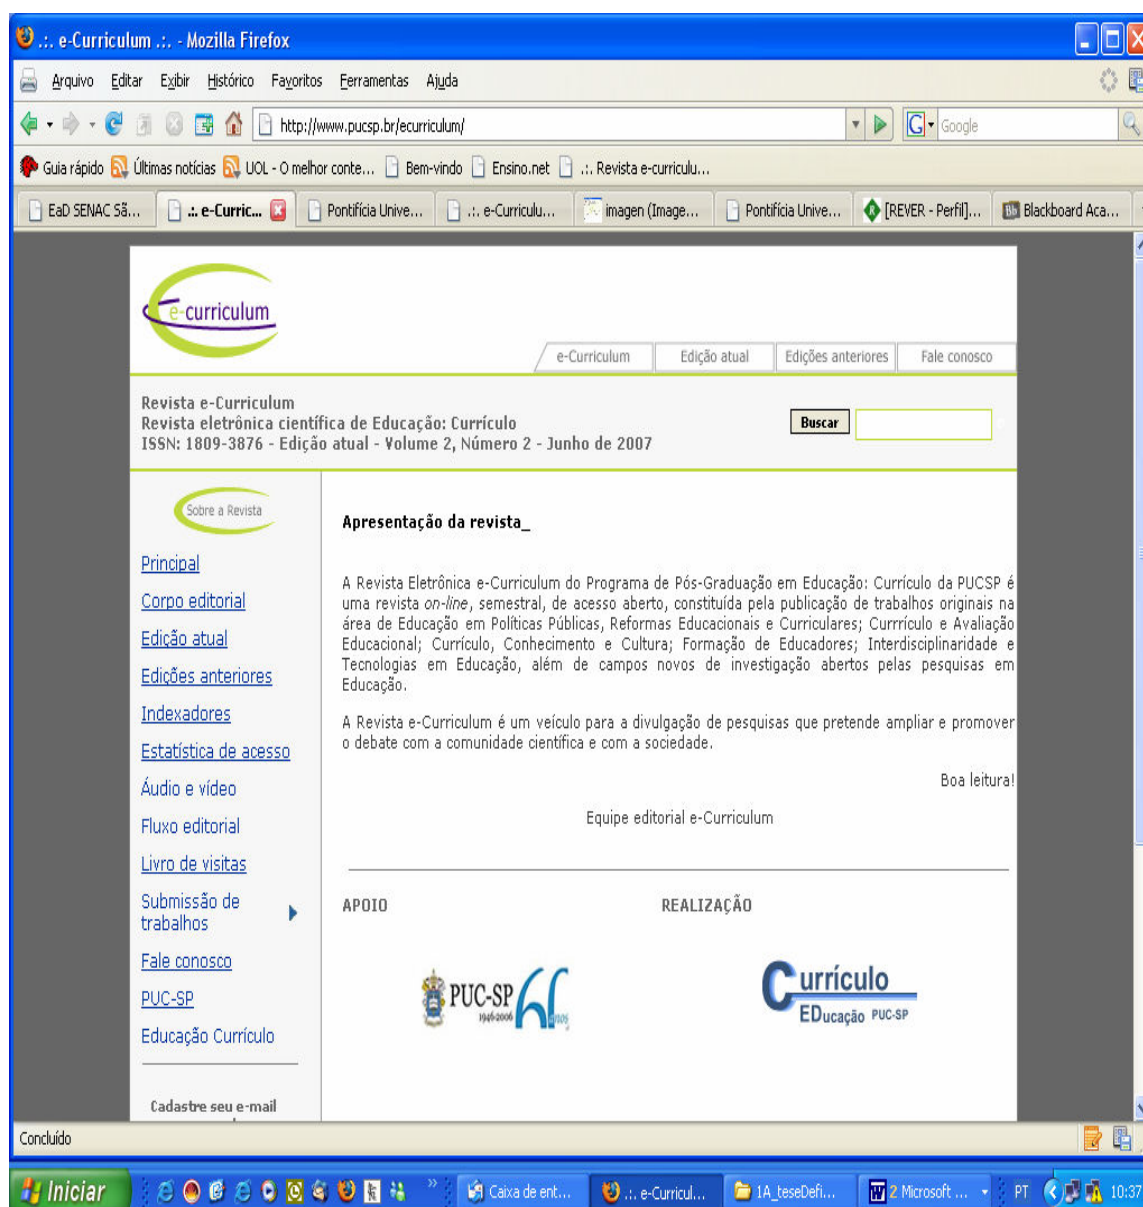 .:. e-Curriculum .:. - Mozilla Firefox
Arquivo Editar Exibir Histórico Favoritos Ferramentas Ajuda
http://www.pucsp.br/ecurriculum/
G Google
Guia rápido Últimas notícias UOL - O melhor conte... Bem-vindo Ensino.net .:. Revista e-curriculu...
EaD SENAC Sã... .:. e-Curric... Pontifícia Unive... .:. e-Curriculu... imagen (Image... Pontifícia Unive... [REVER - Perfil]... Bb Blackboard Aca...
e-curriculum
e-Curriculum Edição atual Edições anteriores Fale conosco
Revista e-Curriculum
Revista eletrônica científica de Educação: Currículo
ISSN: 1809-3876 - Edição atual - Volume 2, Número 2 - Junho de 2007
Buscar
Sobre a Revista
Principal
Corpo editorial
Edição atual
Edições anteriores
Indexadores
Estatística de acesso
Áudio e vídeo
Fluxo editorial
Livro de visitas
Submissão de
trabalhos
Fale conosco
PUC-SP
Educação Currículo
Cadastre seu e-mail
Apresentação da revista_
A Revista Eletrônica e-Curriculum do Programa de Pós-Graduação em Educação: Currículo da PUCSP é
uma revista on-line, semestral, de acesso aberto, constituída pela publicação de trabalhos originais na
área de Educação em Políticas Públicas, Reformas Educacionais e Curriculares; Currrículo e Avaliação
Educacional; Currículo, Conhecimento e Cultura; Formação de Educadores; Interdisciplinaridade e
Tecnologias em Educação, além de campos novos de investigação abertos pelas pesquisas em
Educação.
A Revista e-Curriculum é um veículo para a divulgação de pesquisas que pretende ampliar e promover
o debate com a comunidade científica e com a sociedade.
Boa leitura!
Equipe editorial e-Curriculum
APOIO REALIZAÇÃO
PUC-SP
1946-2006
anos
Currículo
EDucação PUC-SP
Concluído
Iniciar Caixa de ent... .:. e-Curricul... 1A_teseDefi... 2 Microsoft ... PT 10:37